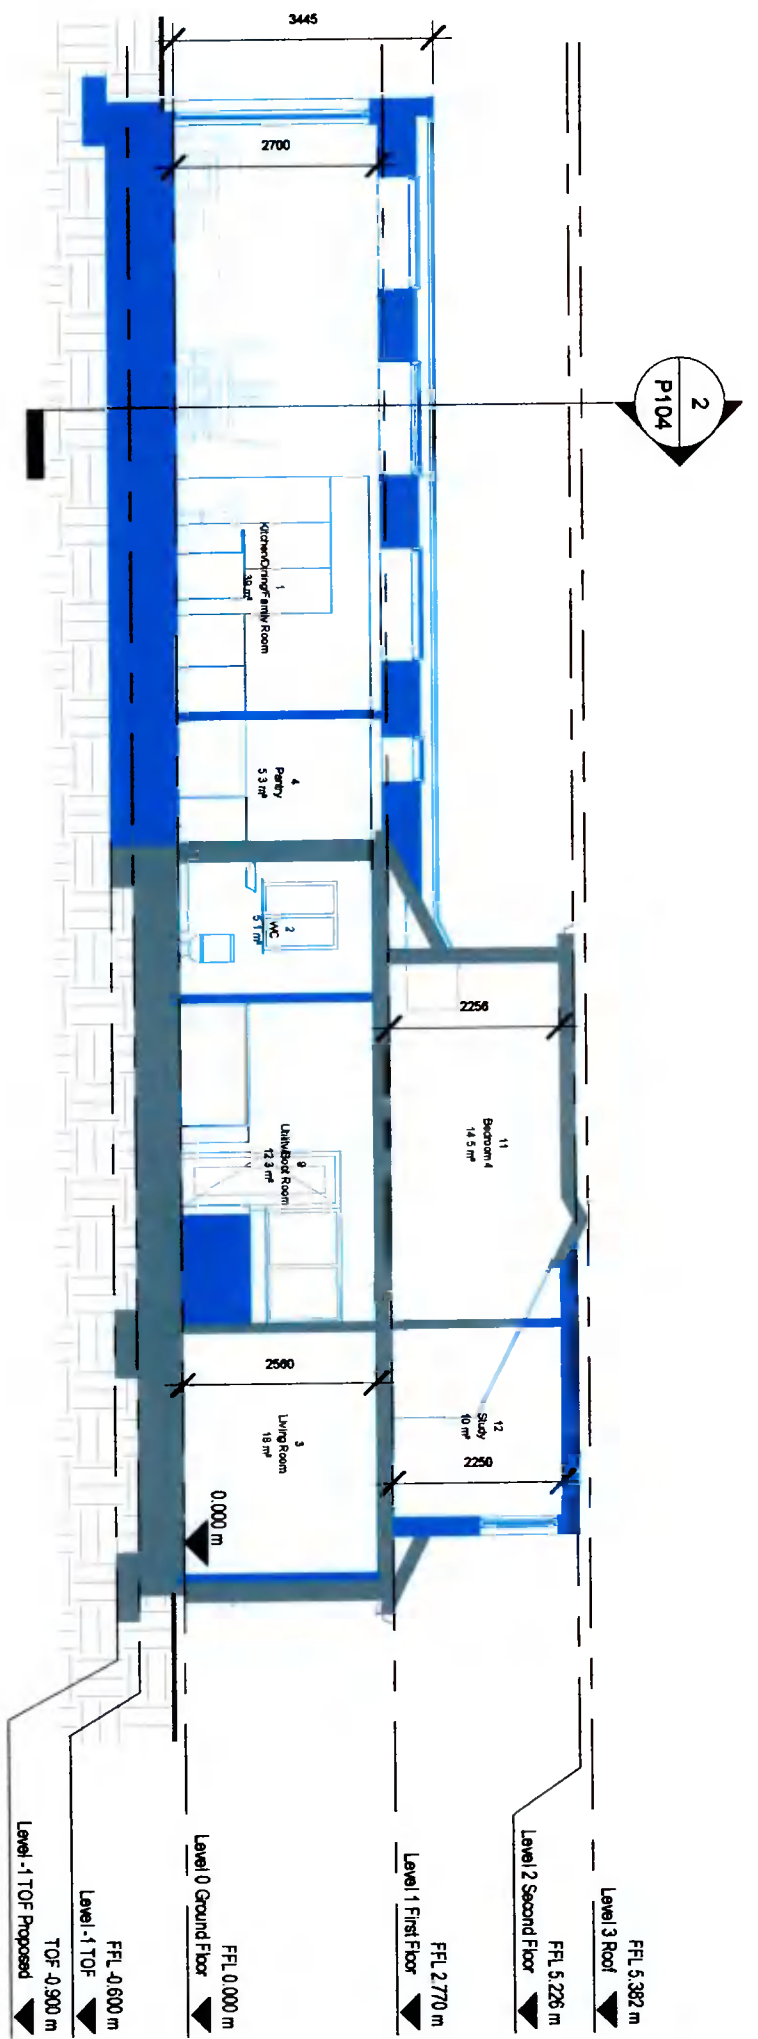 3445
2700
2
P104
1
Kitchen/Dining/Family Room
39 m²
4
Pantry
5.3 m²
2
WC
5.1 m²
2256
11
Bedroom 4
14.5 m²
9
Utility/Boot Room
12.3 m²
2560
3
Living Room
18 m²
12
Study
10 m²
2250
0.000 m
FFL 5.382 m
Level 3 Roof
FFL 5.226 m
Level 2 Second Floor
FFL 2.770 m
Level 1 First Floor
FFL 0.000 m
Level 0 Ground Floor
FFL -0.600 m
Level -1 TOF
TOF -0.900 m
Level -1 TOF Proposed